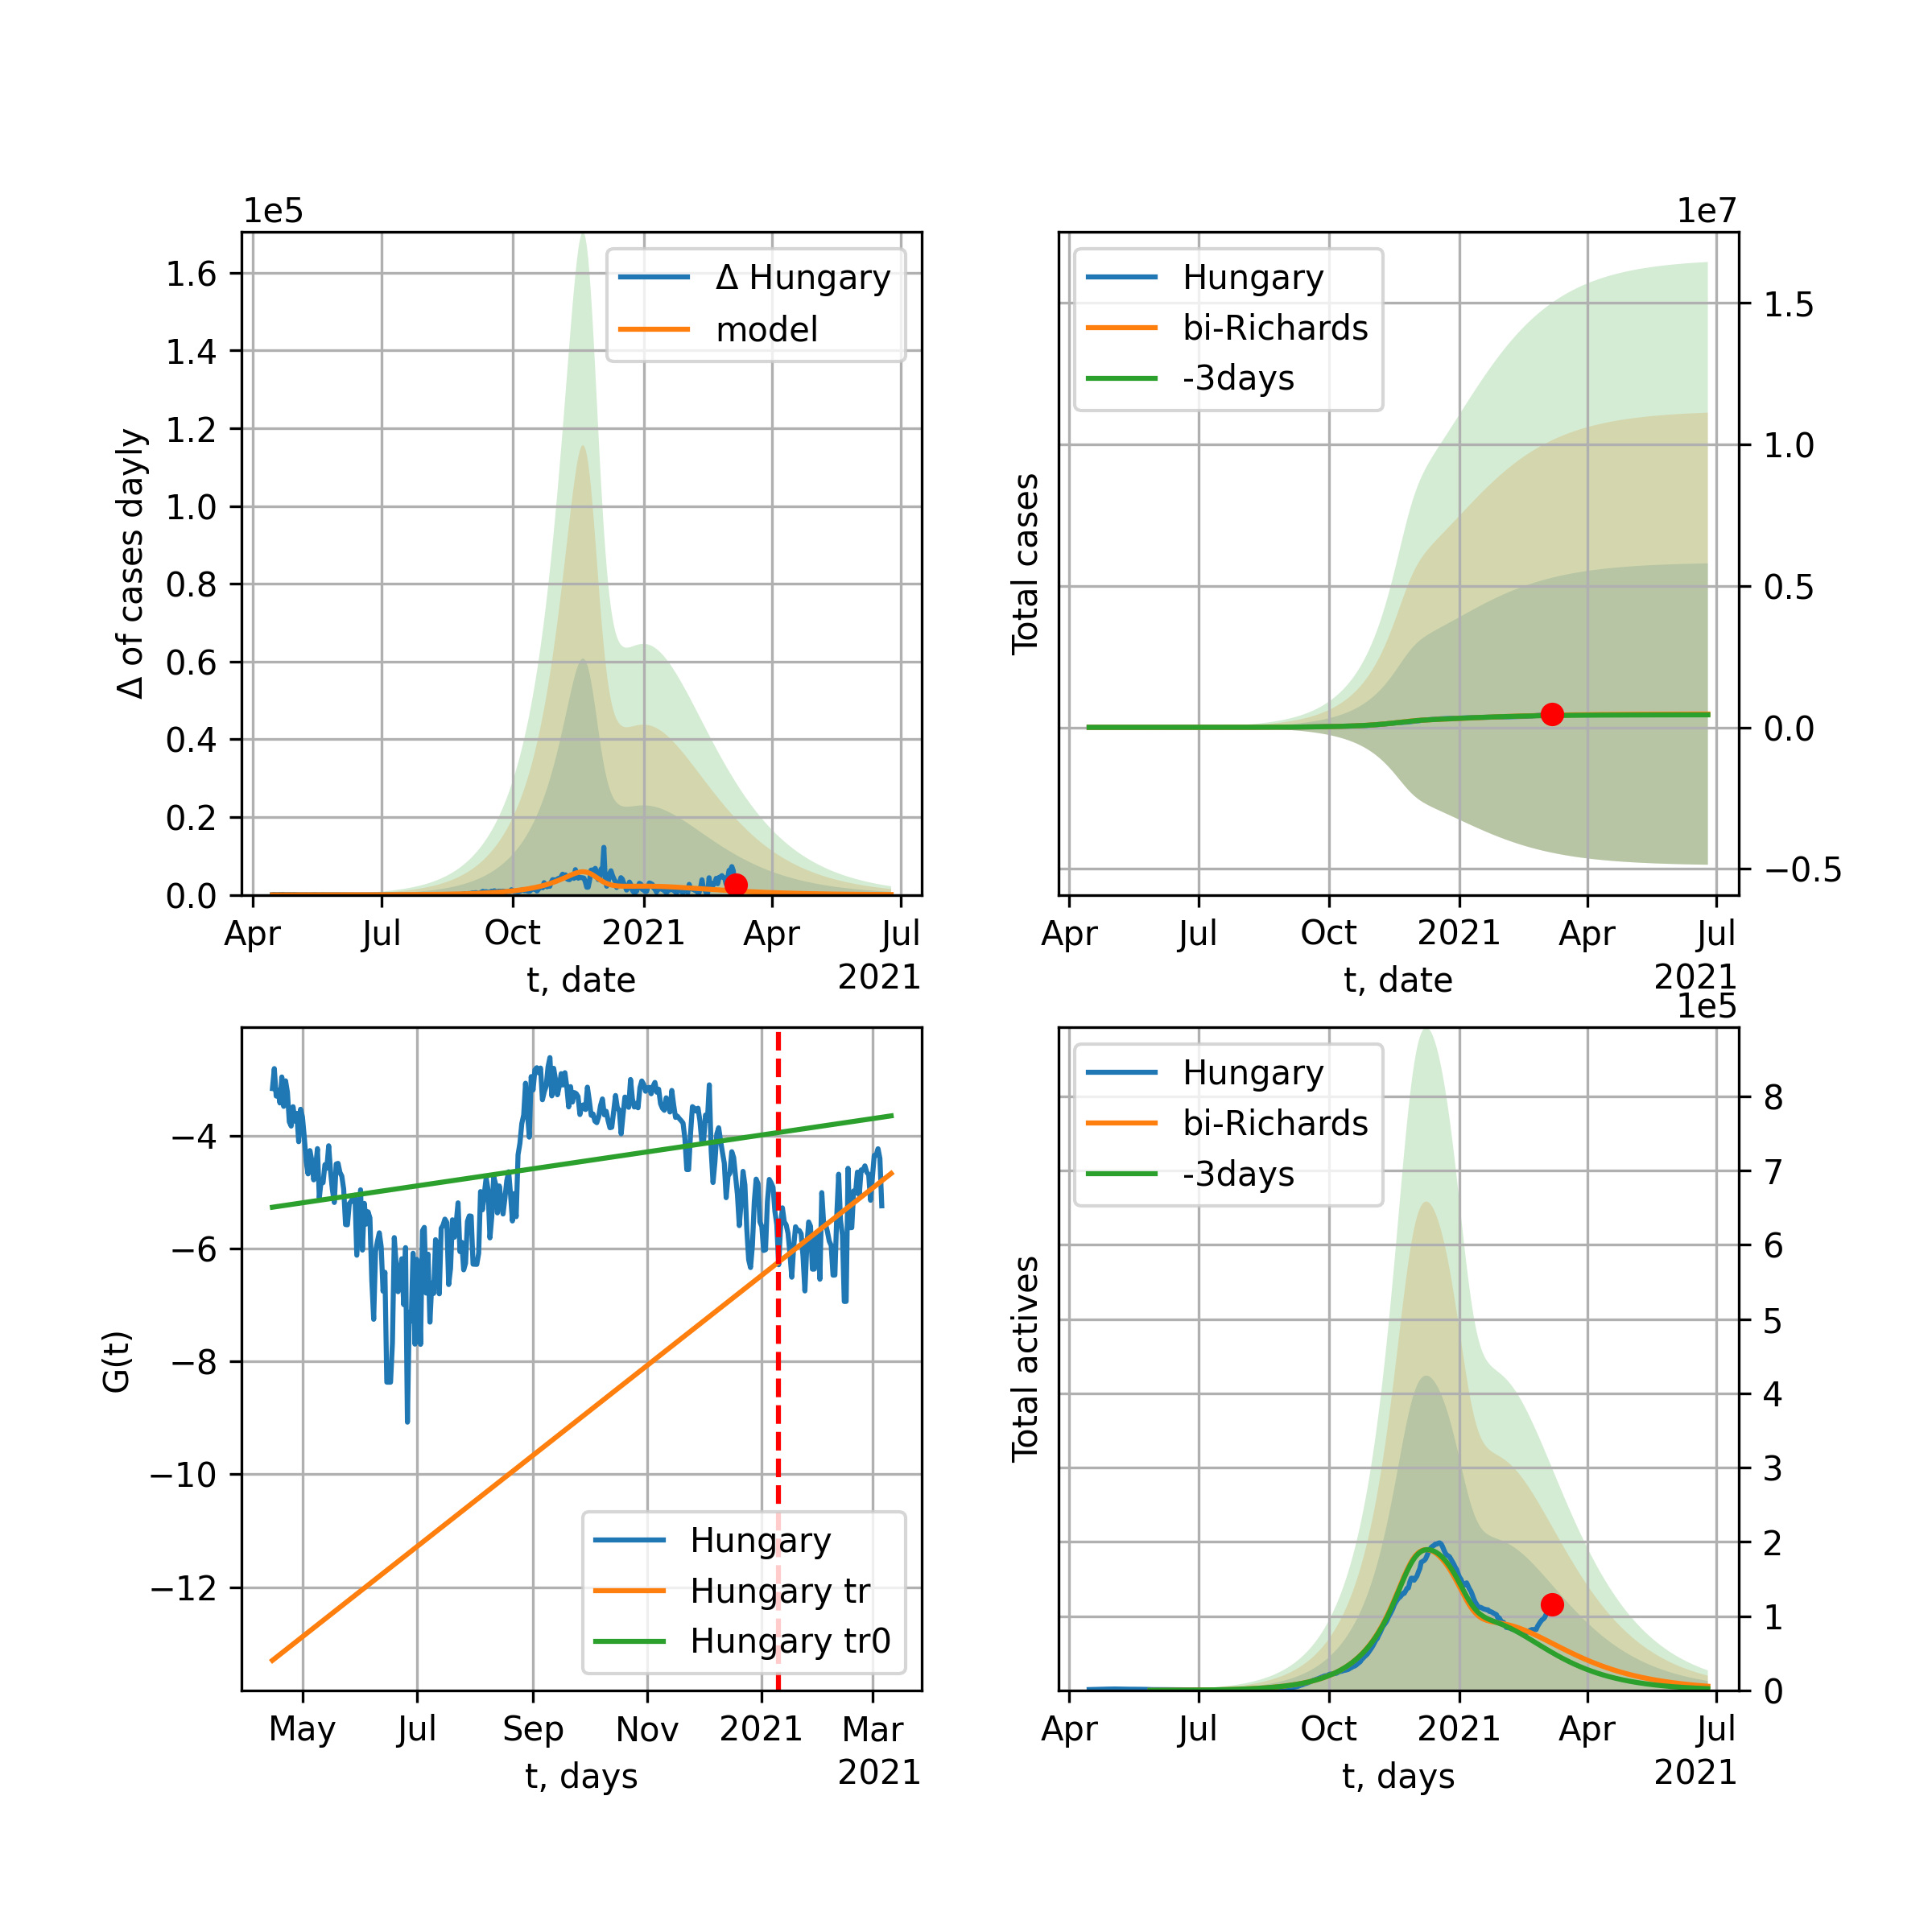 1e5
Δ Hungary
model
1.6
1.4
1.2
1.0
0.8
0.6
0.4
0.2
0.0
Δ of cases dayly
Apr Jul Oct 2021 Apr Jul
2021
t, date
1e7
Hungary
bi-Richards
-3days
1.5
1.0
0.5
0.0
−0.5
Total cases
Apr Jul Oct 2021 Apr Jul
2021
t, date
−4
−6
−8
−10
−12
G(t)
Hungary
Hungary tr
Hungary tr0
May Jul Sep Nov 2021 Mar
2021
t, days
1e5
Hungary
bi-Richards
-3days
8
7
6
5
4
3
2
1
0
Total actives
Apr Jul Oct 2021 Apr Jul
2021
t, days